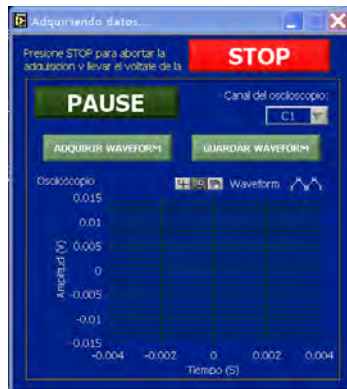 Adquiriendo datos...
Presione STOP para abortar la
adquisicion y llevar el voltaje de la
STOP
PAUSE
Canal del osciloscopio:
C1
ADQUIRIR WAVEFORM
GUARDAR WAVEFORM
Osciloscopio
Waveform
Amplitud (V)
0.015
0.01
0.005
0
-0.005
-0.01
-0.015
-0.004 -0.002 0 0.002 0.004
Tiempo (S)